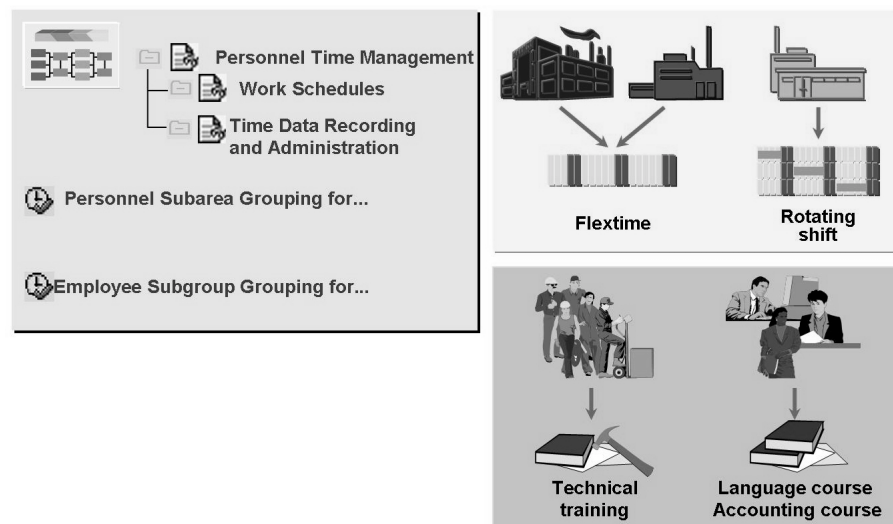 Personnel Time Management
Work Schedules
Time Data Recording
and Administration
Personnel Subarea Grouping for...
Employee Subgroup Grouping for...
Flextime
Rotating
shift
Technical
training
Language course
Accounting course